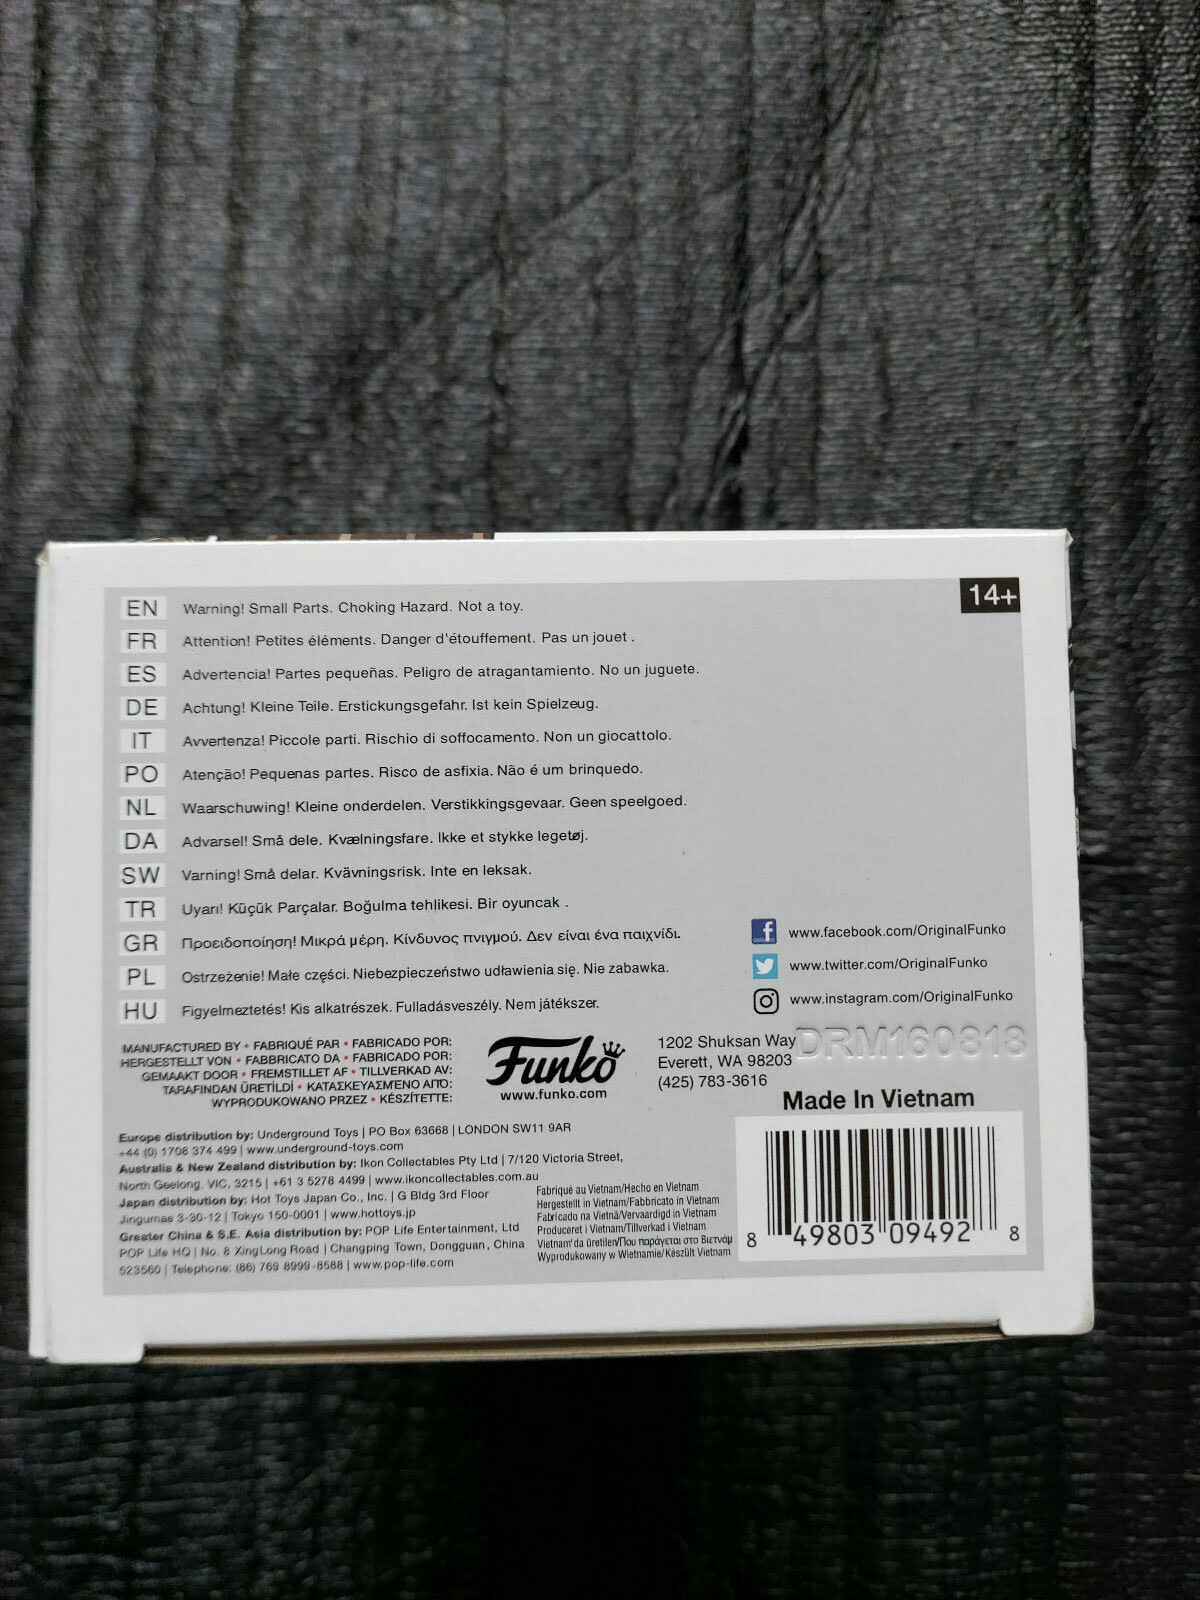 14+
EN Warning! Small Parts. Choking Hazard. Not a toy.
FR Attention! Petites éléments. Danger d'étouffement. Pas un jouet .
ES Advertencia! Partes pequeñas. Peligro de atragantamiento. No un juguete.
DE Achtung! Kleine Teile. Erstickungsgefahr. Ist kein Spielzeug.
IT Avvertenza! Piccole parti. Rischio di soffocamento. Non un giocattolo.
PO Atenção! Pequenas partes. Risco de asfixia. Não é um brinquedo.
NL Waarschuwing! Kleine onderdelen. Verstikkingsgevaar. Geen speelgoed.
DA Advarsel! Små dele. Kvælningsfare. Ikke et stykke legetøj.
SW Varning! Små delar. Kvävningsrisk. Inte en leksak.
TR Uyarı! Küçük Parçalar. Boğulma tehlikesi. Bir oyuncak .
GR Προειδοποίηση! Μικρά μέρη. Κίνδυνος πνιγμού. Δεν είναι ένα παιχνίδι.
PL Ostrzeżenie! Małe części. Niebezpieczeństwo udławienia się. Nie zabawka.
HU Figyelmeztetés! Kis alkatrészek. Fulladásveszély. Nem játékszer.
www.facebook.com/OriginalFunko
www.twitter.com/OriginalFunko
www.instagram.com/OriginalFunko
MANUFACTURED BY • FABRIQUÉ PAR • FABRICADO POR:
HERGESTELLT VON • FABBRICATO DA • FABRICADO POR:
GEMAAKT DOOR • FREMSTILLET AF • TILLVERKAD AV:
TARAFINDAN ÜRETİLDİ • ΚΑΤΑΣΚΕΥΑΣΜΕΝΟ ΑΠΟ:
WYPRODUKOWANO PRZEZ • KÉSZÍTETTE:
Funko
www.funko.com
1202 Shuksan Way
Everett, WA 98203
(425) 783-3616
DRM160818
Made In Vietnam
Europe distribution by: Underground Toys | PO Box 63668 | LONDON SW11 9AR
+44 (0) 1708 374 499 | www.underground-toys.com
Australia & New Zealand distribution by: Ikon Collectables Pty Ltd | 7/120 Victoria Street,
North Geelong, VIC, 3215 | +61 3 5278 4499 | www.ikoncollectables.com.au
Japan distribution by: Hot Toys Japan Co., Inc. | G Bldg 3rd Floor
Jingumae 3-30-12 | Tokyo 150-0001 | www.hottoys.jp
Greater China & S.E. Asia distribution by: POP Life Entertainment, Ltd
POP Life HQ | No. 8 XingLong Road | Changping Town, Dongguan, China
523560 | Telephone: (86) 769 8999-8588 | www.pop-life.com
Fabriqué au Vietnam/Hecho en Vietnam
Hergestellt in Vietnam/Fabbricato in Vietnam
Fabricado na Vietnã/Vervaardigd in Vietnam
Produceret i Vietnam/Tillverkad i Vietnam
Vietnam'da üretilen/Που παράγεται στο Βιετνάμ
Wyprodukowany w Wietnamie/Készült Vietnam
8 49803 09492 8